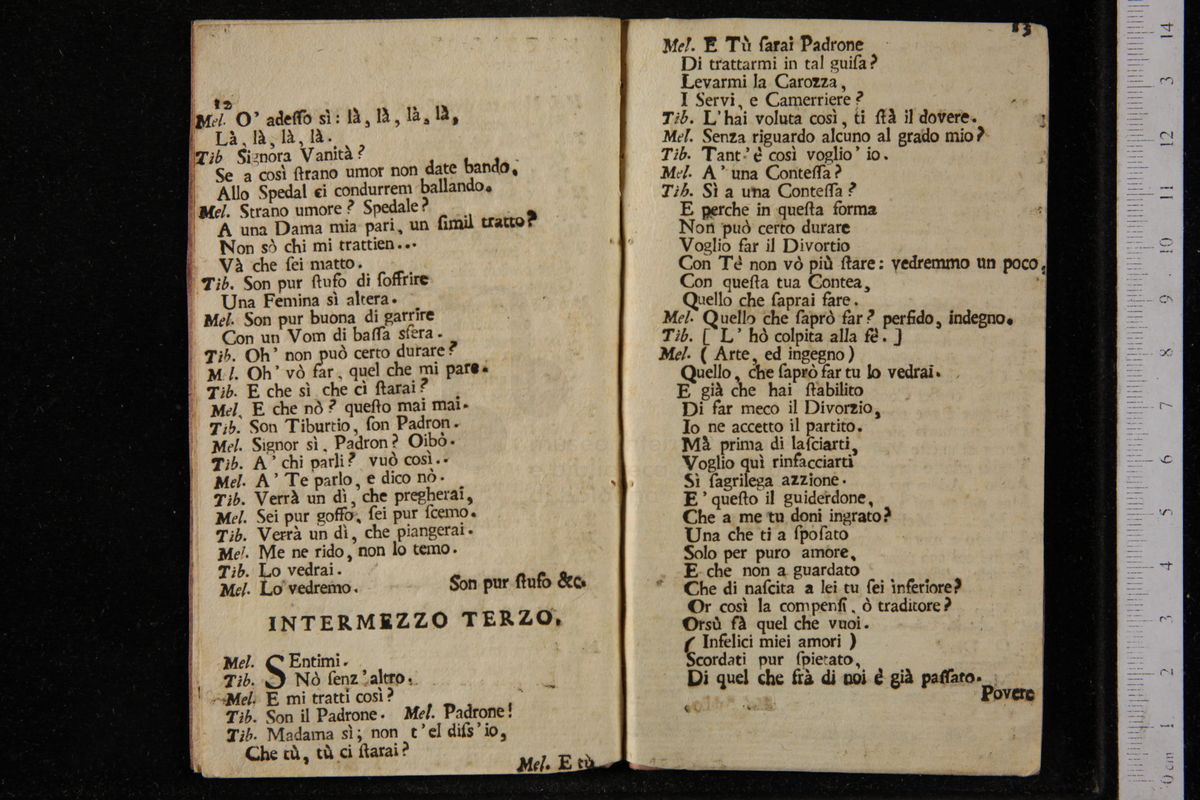 12
Mel. O' adeſſo sì: là, là, là, là,
Là, là, là, là.
Tib Signora Vanità?
Se a così ſtrano umor non date bando,
Allo Spedal ci condurrem ballando.
Mel. Strano umore? Spedale?
A una Dama mia pari, un ſimil tratto?
Non sò chi mi trattien...
Và che ſei matto.
Tib. Son pur ſtufo di ſoffrire
Una Femina sì altera.
Mel. Son pur buona di garrire
Con un Vom di baſſa sfera.
Tib. Oh' non può certo durare?
M l. Oh' vò far, quel che mi pare.
Tib. E che sì che ci ſtarai?
Mel. E che nò? queſto mai mai.
Tib. Son Tiburtio, ſon Padron.
Mel. Signor sì, Padron? Oibò.
Tib. A' chi parli? vuò così..
Mel. A' Te parlo, e dico nò.
Tib. Verrà un dì, che pregherai,
Mel. Sei pur goffo, ſei pur ſcemo.
Tib. Verrà un dì, che piangerai.
Mel. Me ne rido, non lo temo.
Tib. Lo vedrai.
Mel. Lo vedremo. Son pur ſtufo &c.
INTERMEZZO TERZO.
Mel. SEntimi.
Tib. Nò ſenz'altro.
Mel. E mi tratti così?
Tib. Son il Padrone. Mel. Padrone!
Tib. Madama sì; non t'el diſs'io,
Che tù, tù ci ſtarai?
Mel. E tù
13
Mel. E Tù ſarai Padrone
Di trattarmi in tal guiſa?
Levarmi la Carozza,
I Servi, e Camerriere?
Tib. L'hai voluta così, ti ſtà il dovere.
Mel. Senza riguardo alcuno al grado mio?
Tib. Tant'è così voglio'io.
Mel. A' una Conteſſa?
Tib. Sì a una Conteſſa?
E perche in queſta forma
Non può certo durare
Voglio far il Divortio
Con Tè non vò più ſtare: vedremmo un poco,
Con queſta tua Contea,
Quello che ſaprai fare.
Mel. Quello che ſaprò far? perfido, indegno.
Tib. [ L' hò colpita alla fè. ]
Mel. ( Arte, ed ingegno )
Quello, che ſaprò far tu lo vedrai.
E già che hai ſtabilito
Di far meco il Divorzio,
Io ne accetto il partito.
Mà prima di laſciarti,
Voglio quì rinfacciarti
Sì ſagrilega azzione.
E' queſto il guiderdone,
Che a me tu doni ingrato?
Una che ti a ſpoſato
Solo per puro amore,
E che non a guardato
Che di naſcita a lei tu ſei inferiore?
Or così la compenſi, ò traditore?
Orsù fà quel che vuoi.
( Infelici miei amori )
Scordati pur ſpietato,
Di quel che frà di noi è già paſſato.
Povere
14
3
12
1
10
9
8
7
6
5
4
3
2
1
0 cm